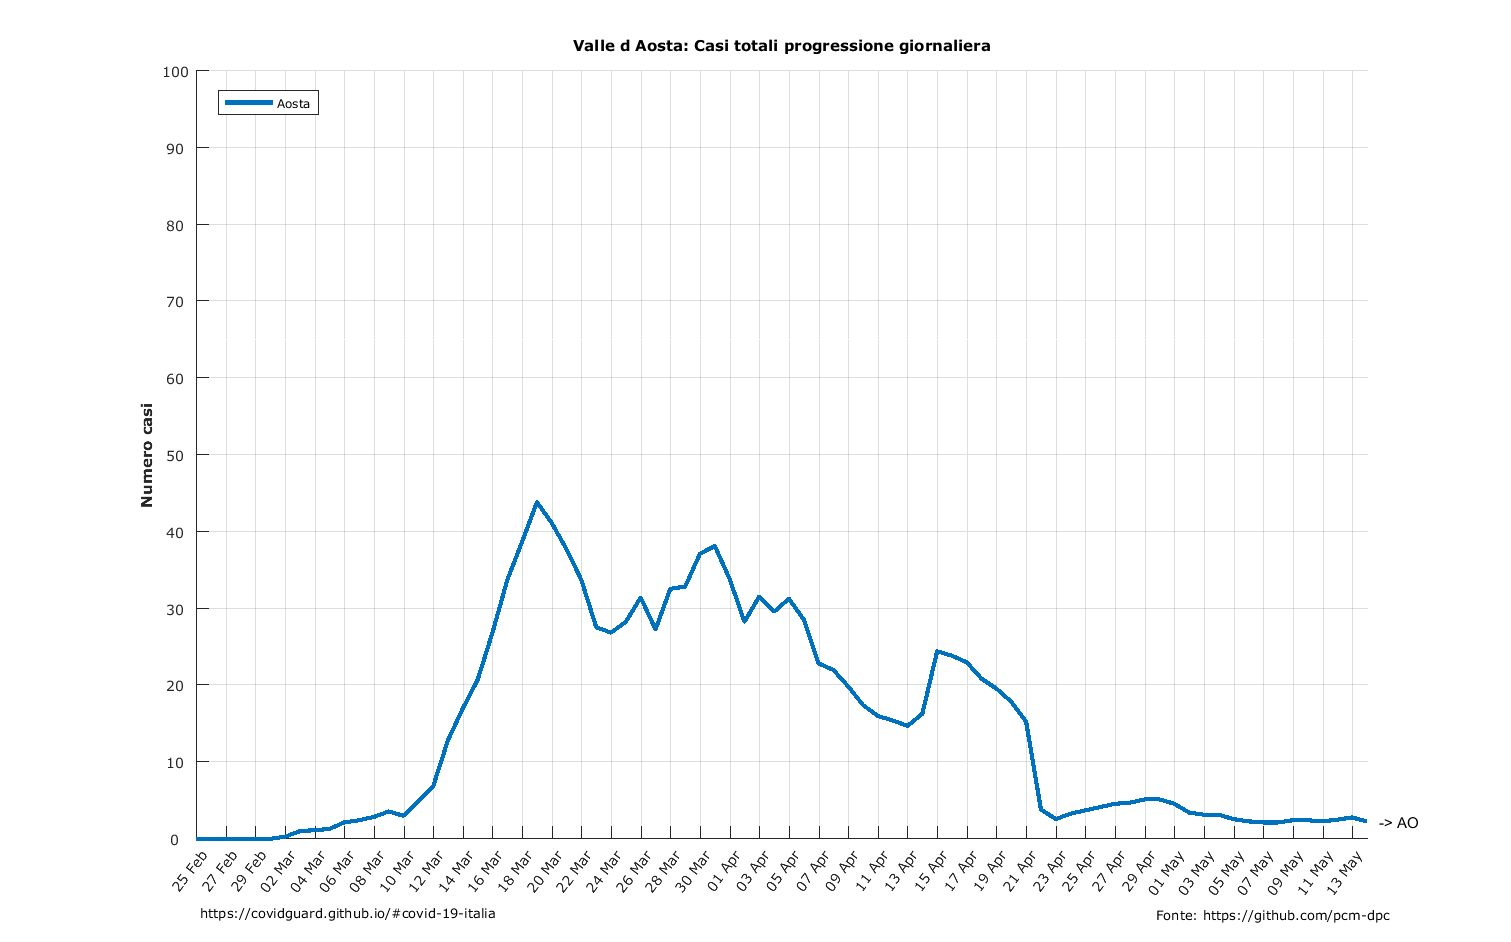 Valle d Aosta: Casi totali progressione giornaliera
Aosta
Numero casi
100
90
80
70
60
50
40
30
20
10
0
25 Feb
27 Feb
29 Feb
02 Mar
04 Mar
06 Mar
08 Mar
10 Mar
12 Mar
14 Mar
16 Mar
18 Mar
20 Mar
22 Mar
24 Mar
26 Mar
28 Mar
30 Mar
01 Apr
03 Apr
05 Apr
07 Apr
09 Apr
11 Apr
13 Apr
15 Apr
17 Apr
19 Apr
21 Apr
23 Apr
25 Apr
27 Apr
29 Apr
01 May
03 May
05 May
07 May
09 May
11 May
13 May
-> AO
https://covidguard.github.io/#covid-19-italia
Fonte: https://github.com/pcm-dpc